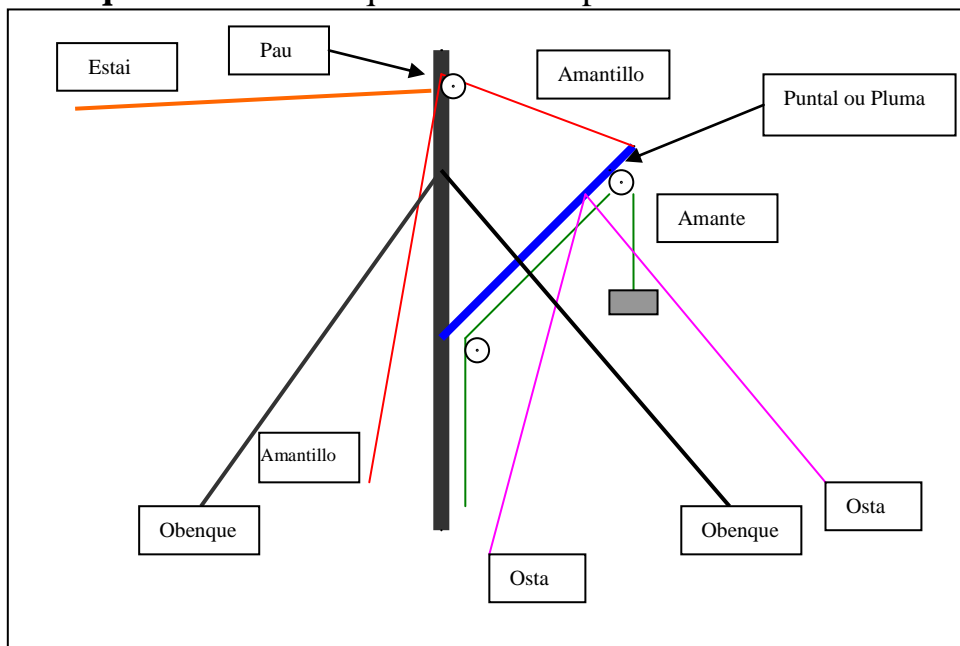 Estai
Pau
Amantillo
Puntal ou Pluma
Amante
Amantillo
Obenque
Obenque
Osta
Osta